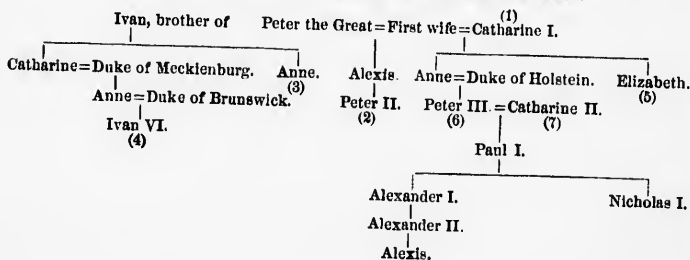 (1)
Ivan, brother of Peter the Great=First wife=Catharine I.
Catharine=Duke of Mecklenburg. Anne. Alexis. Anne=Duke of Holstein. Elizabeth.
(3) (5)
Anne=Duke of Brunswick. Peter II. Peter III.=Catharine II.
(2) (6) (7)
Ivan VI.
(4)
Paul I.
Alexander I. Nicholas I.
Alexander II.
Alexis.